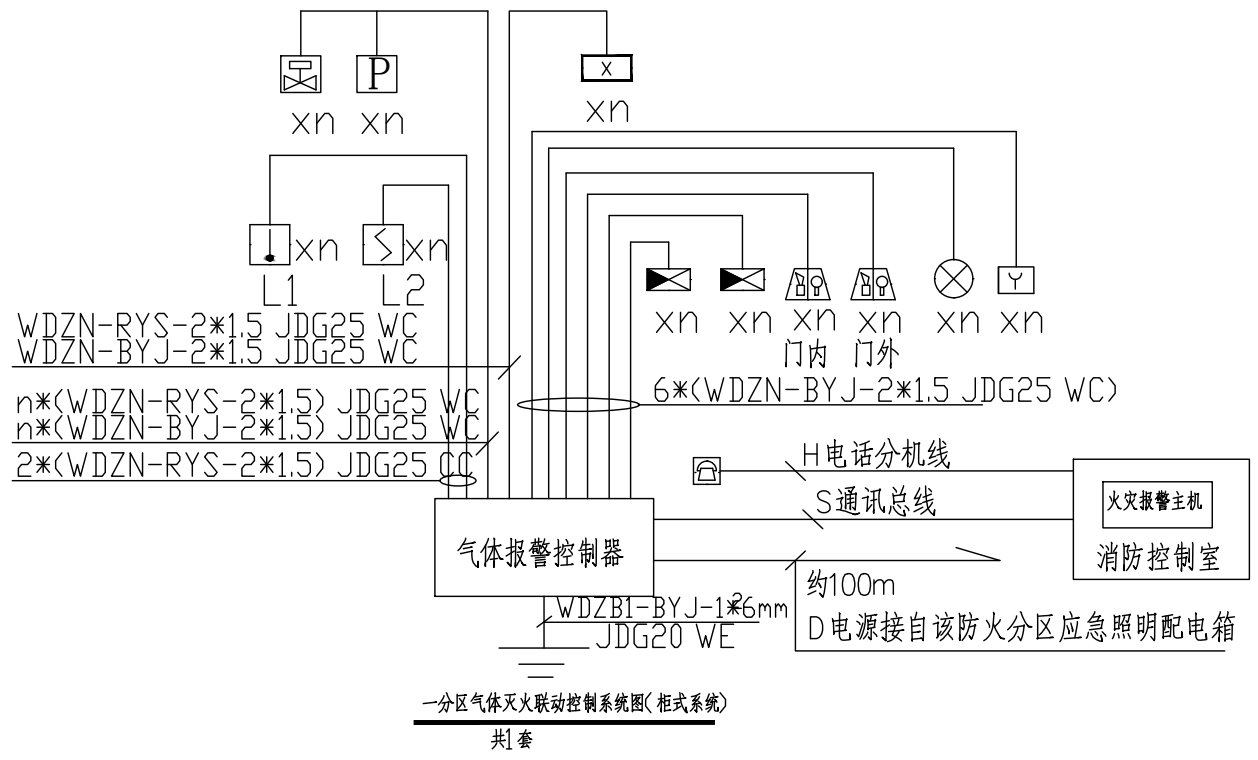 P
X
xn xn
xn
xn xn
L1 L2
xn xn xn xn xn xn
门内 门外
WDZN-RYS-2*1.5 JDG25 WC
WDZN-BYJ-2*1.5 JDG25 WC
n*(WDZN-RYS-2*1.5) JDG25 WC
n*(WDZN-BYJ-2*1.5) JDG25 WC
2*(WDZN-RYS-2*1.5) JDG25 CC
6*(WDZN-BYJ-2*1.5 JDG25 WC)
H电话分机线
S通讯总线
火灾报警主机
消防控制室
气体报警控制器
约100m
D电源接自该防火分区应急照明配电箱
WDZB1-BYJ-1*6mm²
JDG20 WE
一分区气体灭火联动控制系统图(柜式系统)
共1套